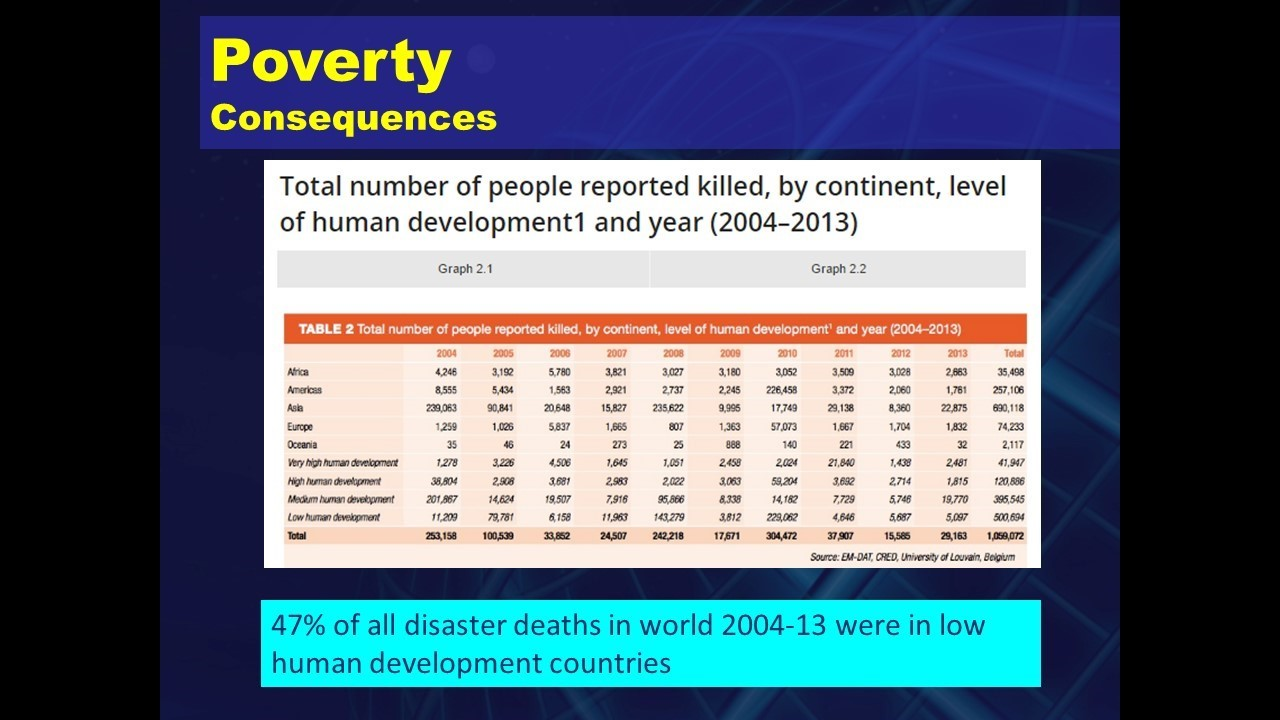 Poverty
Consequences
Total number of people reported killed, by continent, level
of human development1 and year (2004–2013)
Graph 2.1 Graph 2.2
TABLE 2 Total number of people reported killed, by continent, level of human development¹ and year (2004–2013)
2004 2005 2006 2007 2008 2009 2010 2011 2012 2013 Total
Africa 4,246 3,192 5,780 3,821 3,027 3,180 3,052 3,509 3,028 2,663 35,498
Americas 8,555 5,434 1,563 2,921 2,737 2,245 226,458 3,372 2,060 1,761 257,106
Asia 239,063 90,841 20,648 15,827 235,622 9,995 17,749 29,138 8,360 22,875 690,118
Europe 1,259 1,026 5,837 1,665 807 1,363 57,073 1,667 1,704 1,832 74,233
Oceania 35 46 24 273 25 888 140 221 433 32 2,117
Very high human development 1,278 3,226 4,506 1,645 1,051 2,458 2,024 21,840 1,438 2,481 41,947
High human development 38,804 2,908 3,681 2,983 2,022 3,063 59,204 3,692 2,714 1,815 120,886
Medium human development 201,867 14,624 19,507 7,916 95,866 8,338 14,182 7,729 5,746 19,770 395,545
Low human development 11,209 79,781 6,158 11,963 143,279 3,812 229,062 4,646 5,687 5,097 500,694
Total 253,158 100,539 33,852 24,507 242,218 17,671 304,472 37,907 15,585 29,163 1,059,072
Source: EM-DAT, CRED, University of Louvain, Belgium
47% of all disaster deaths in world 2004-13 were in low
human development countries